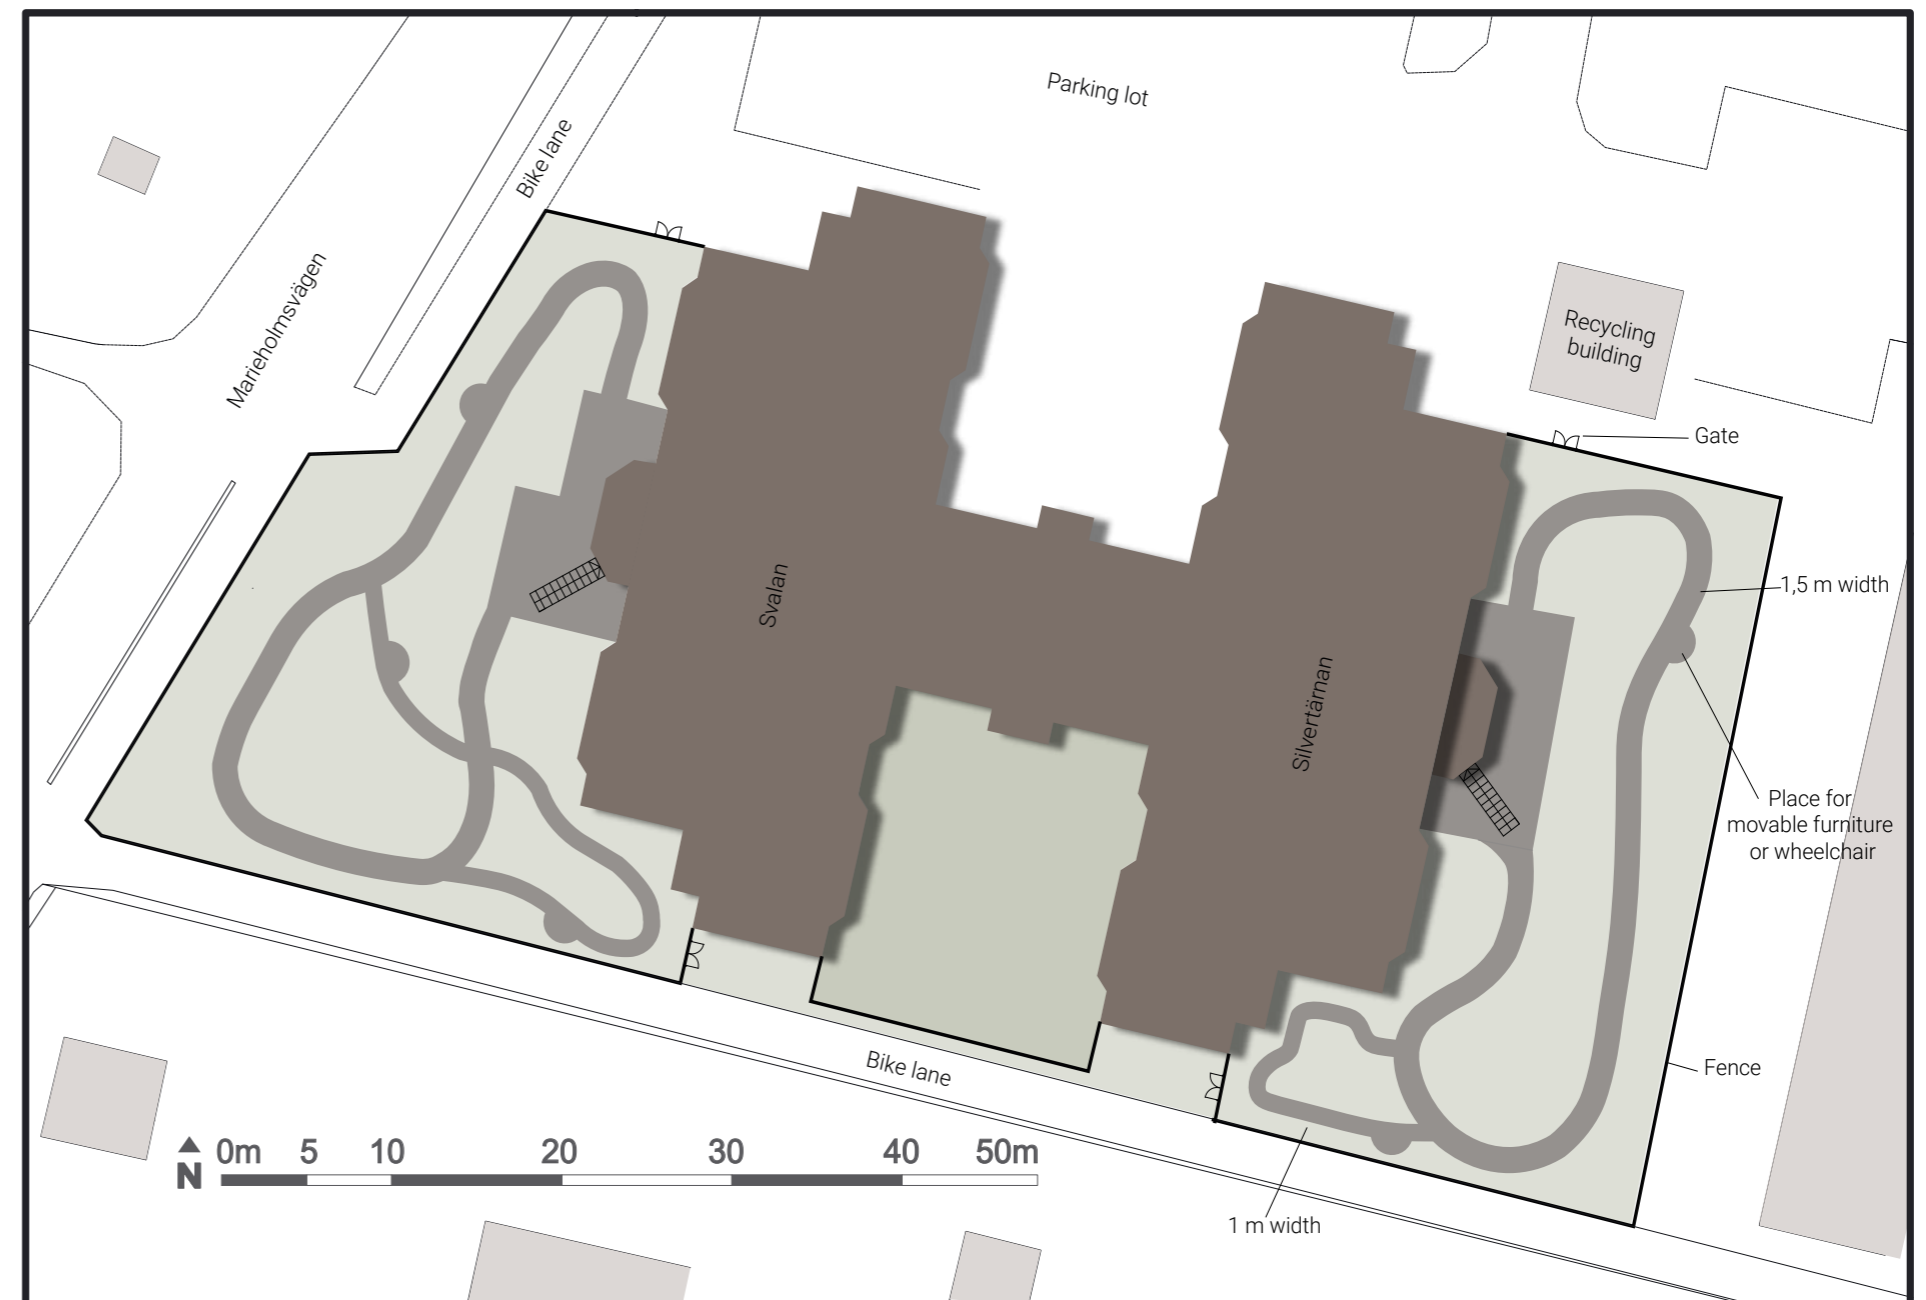 Parking lot
Bike lane
Marieholmsvägen
Recycling
building
Gate
1,5 m width
Svalan
Silvertärnan
Place for
movable furniture
or wheelchair
Fence
Bike lane
0m 5 10 20 30 40 50m
N
1 m width